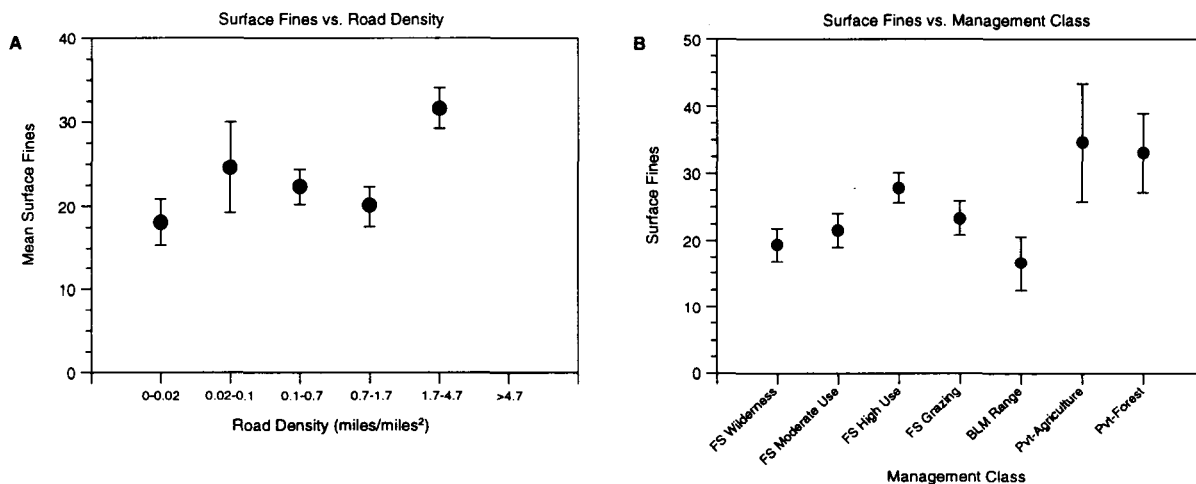 A
Surface Fines vs. Road Density
40
30
20
10
0
Mean Surface Fines
0-0.02
0.02-0.1
0.1-0.7
0.7-1.7
1.7-4.7
>4.7
Road Density (miles/miles²)
B
Surface Fines vs. Management Class
50
40
30
20
10
0
Surface Fines
FS Wilderness
FS Moderate Use
FS High Use
FS Grazing
BLM Range
Pvt-Agriculture
Pvt-Forest
Management Class